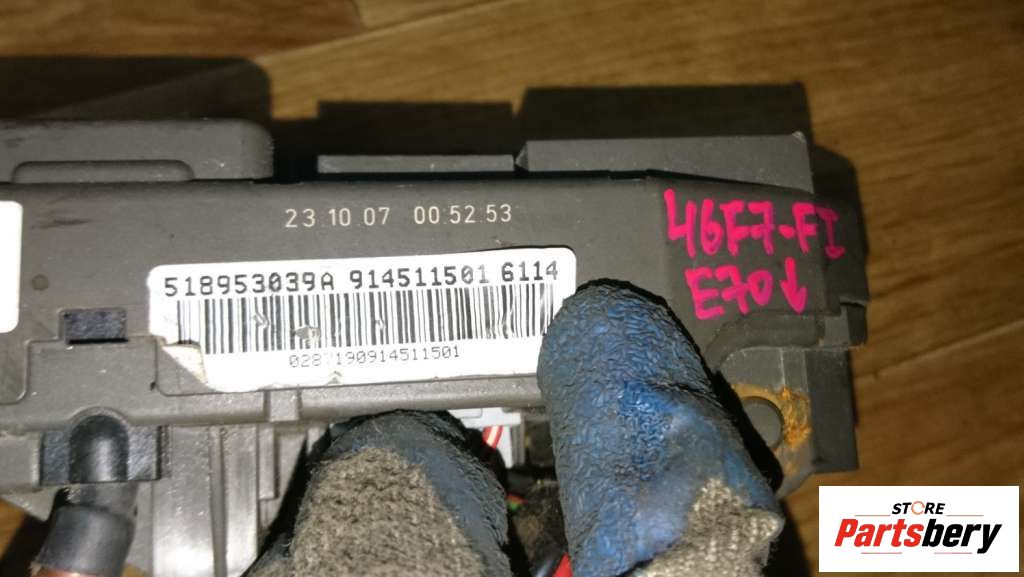 23 10 07 00 52 53
518953039A 914511501 6114
46F7-FI
E70↓
STORE
Partsbery